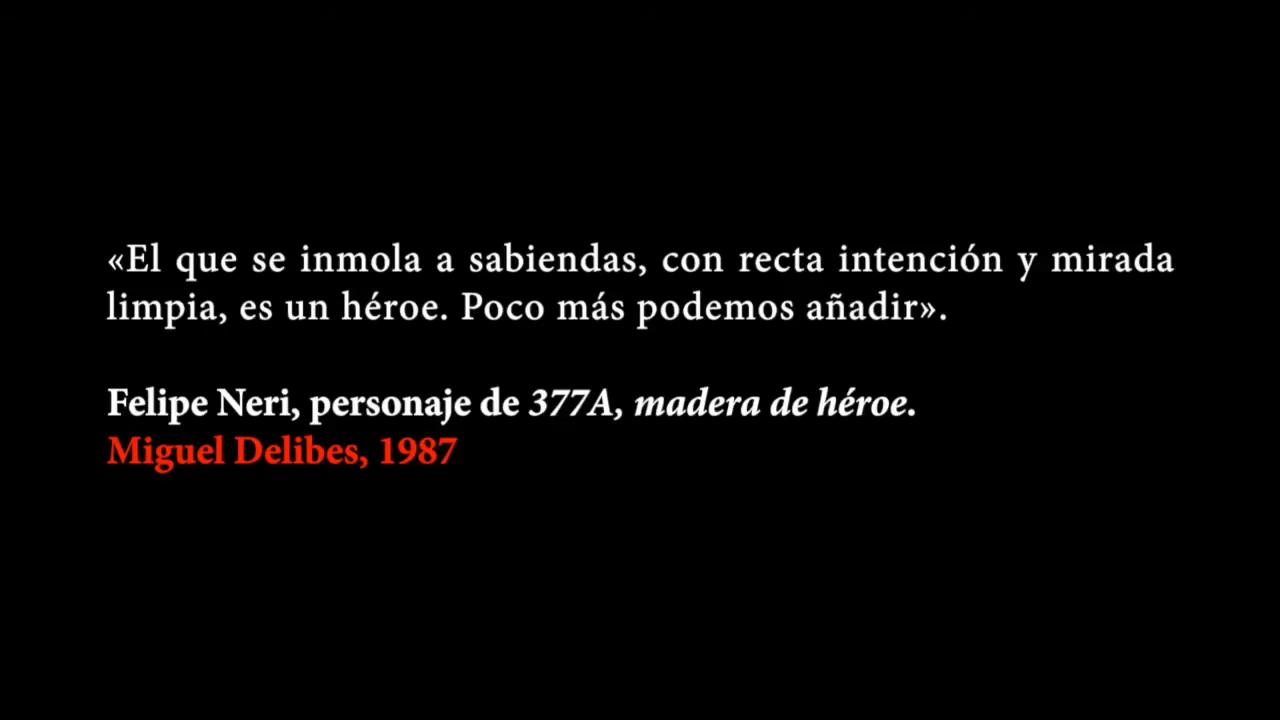 «El que se inmola a sabiendas, con recta intención y mirada
limpia, es un héroe. Poco más podemos añadir».
Felipe Neri, personaje de 377A, madera de héroe.
Miguel Delibes, 1987